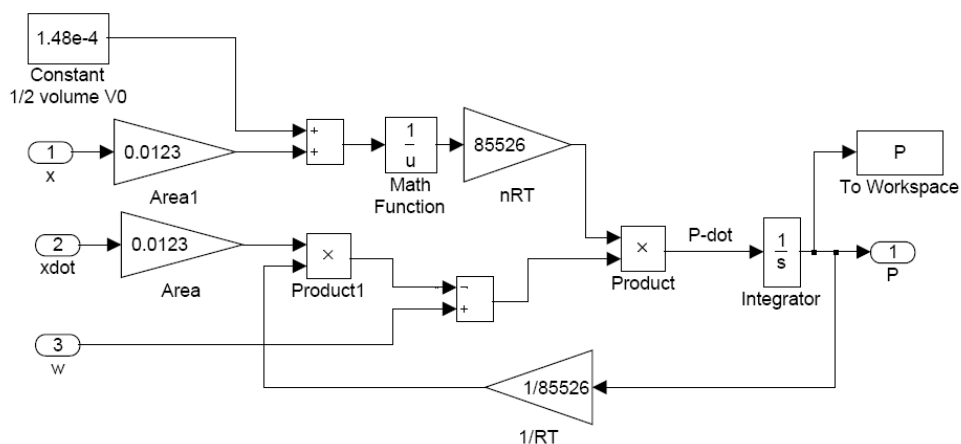 1.48e-4
Constant
1/2 volume V0
1
x
0.0123
Area1
+
+
1
u
Math
Function
85526
nRT
P
To Workspace
2
xdot
0.0123
Area
×
Product1
-
+
×
Product
P-dot
1
s
Integrator
1
P
3
w
1/85526
1/RT